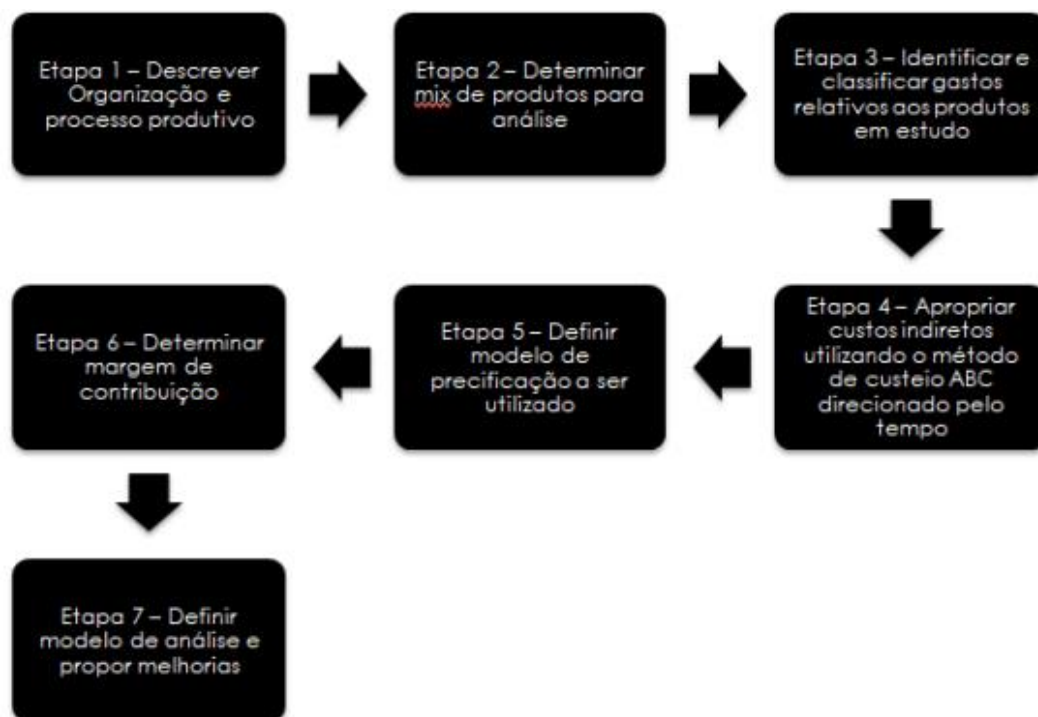 Etapa 1 – Descrever
Organização e
processo produtivo
Etapa 2 – Determinar
mix de produtos para
análise
Etapa 3 – Identificar e
classificar gastos
relativos aos produtos
em estudo
Etapa 4 – Apropriar
custos indiretos
utilizando o método
de custeio ABC
direcionado pelo
tempo
Etapa 5 – Definir
modelo de
precificação a ser
utilizado
Etapa 6 – Determinar
margem de
contribuição
Etapa 7 – Definir
modelo de análise e
propor melhorias